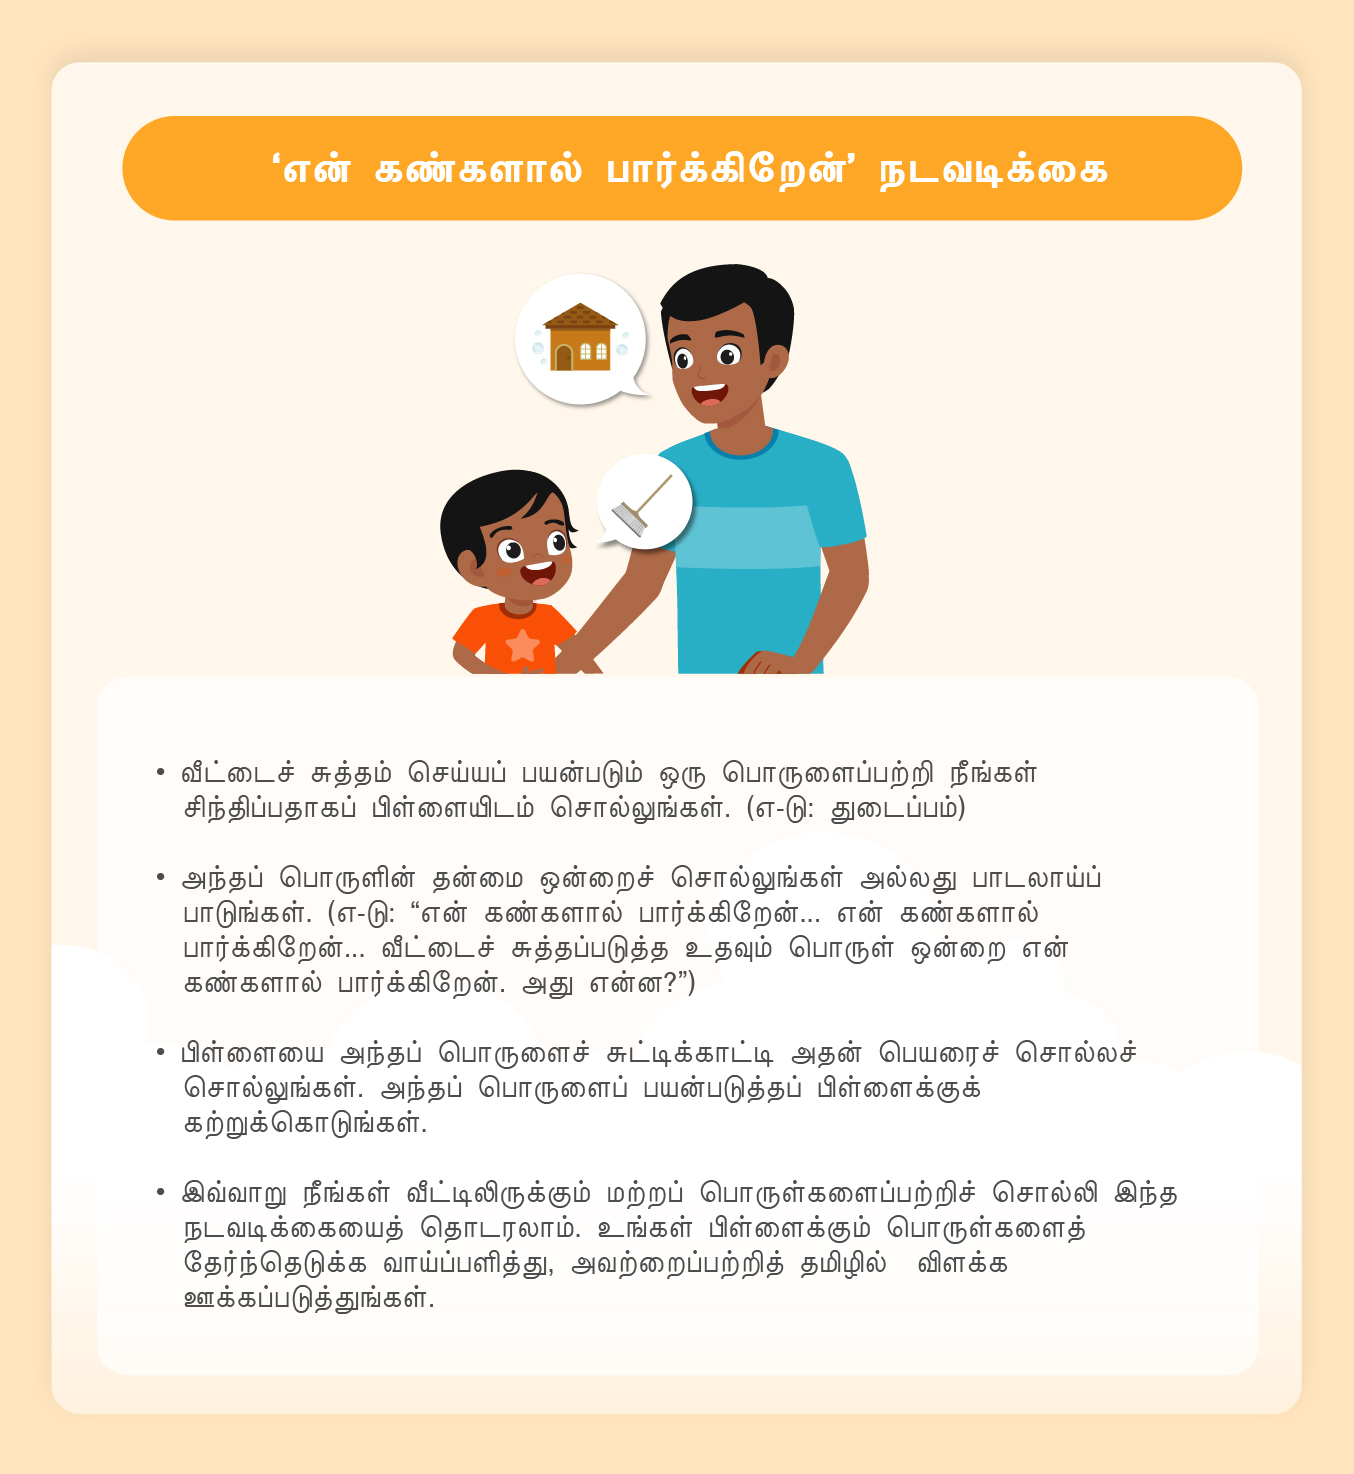 ‘என் கண்களால் பார்க்கிறேன்’ நடவடிக்கை
• வீட்டைச் சுத்தம் செய்யப் பயன்படும் ஒரு பொருளைப்பற்றி நீங்கள்
சிந்திப்பதாகப் பிள்ளையிடம் சொல்லுங்கள். (எ-டு: துடைப்பம்)
• அந்தப் பொருளின் தன்மை ஒன்றைச் சொல்லுங்கள் அல்லது பாடலாய்ப்
பாடுங்கள். (எ-டு: “என் கண்களால் பார்க்கிறேன்... என் கண்களால்
பார்க்கிறேன்... வீட்டைச் சுத்தப்படுத்த உதவும் பொருள் ஒன்றை என்
கண்களால் பார்க்கிறேன். அது என்ன?”)
• பிள்ளையை அந்தப் பொருளைச் சுட்டிக்காட்டி அதன் பெயரைச் சொல்லச்
சொல்லுங்கள். அந்தப் பொருளைப் பயன்படுத்தப் பிள்ளைக்குக்
கற்றுக்கொடுங்கள்.
• இவ்வாறு நீங்கள் வீட்டிலிருக்கும் மற்றப் பொருள்களைப்பற்றிச் சொல்லி இந்த
நடவடிக்கையைத் தொடரலாம். உங்கள் பிள்ளைக்கும் பொருள்களைத்
தேர்ந்தெடுக்க வாய்ப்பளித்து, அவற்றைப்பற்றித் தமிழில் விளக்க
ஊக்கப்படுத்துங்கள்.